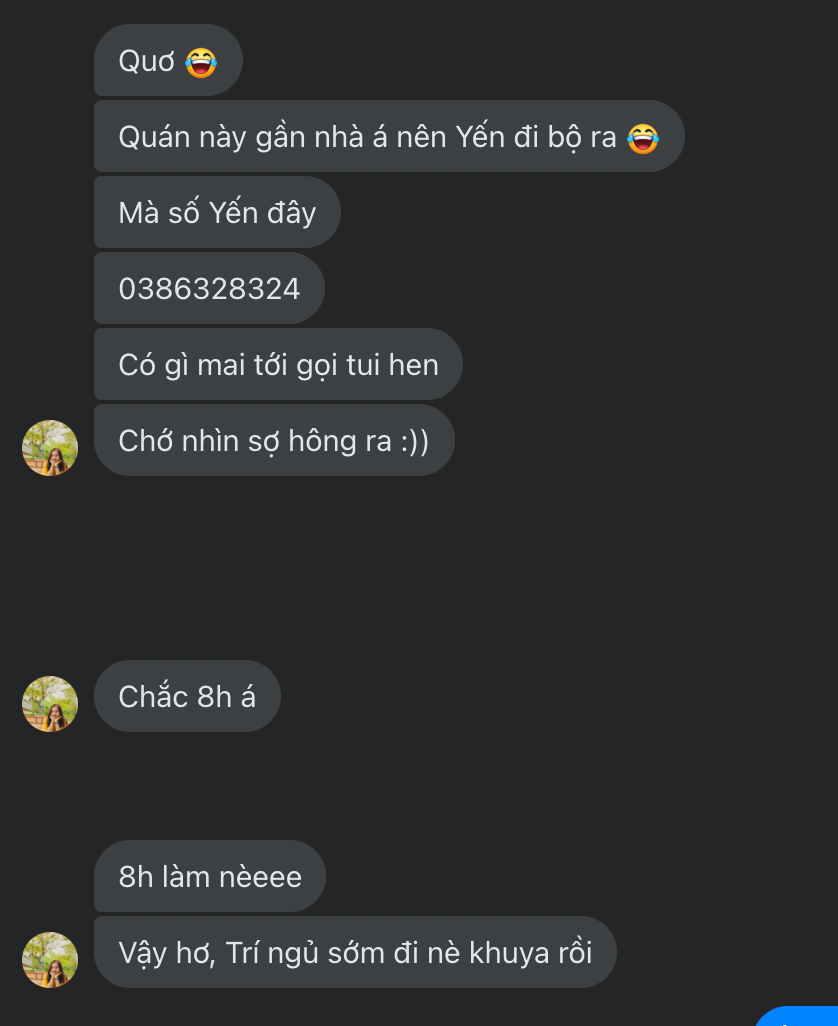 Quơ 😂
Quán này gần nhà á nên Yến đi bộ ra 😂
Mà số Yến đây
0386328324
Có gì mai tới gọi tui hen
Chớ nhìn sợ hông ra :))
Chắc 8h á
8h làm nèeee
Vậy hơ, Trí ngủ sớm đi nè khuya rồi